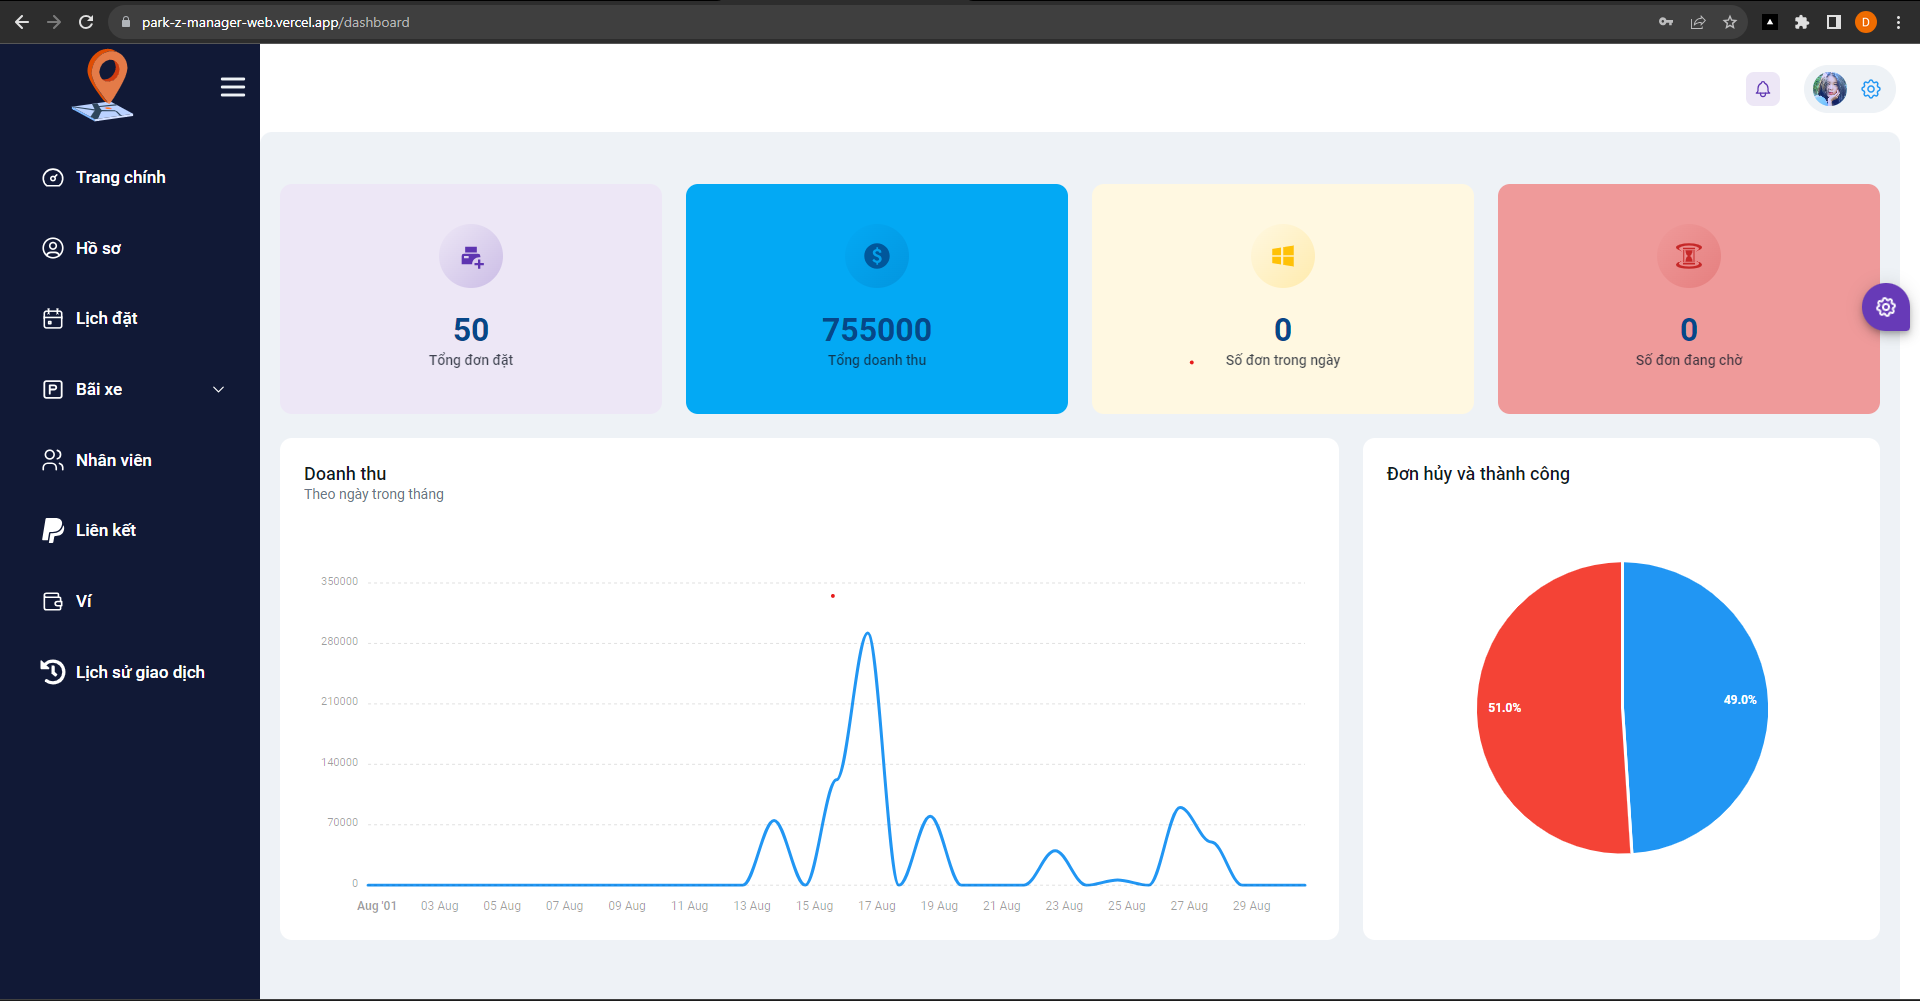 park-z-manager-web.vercel.app/dashboard
D
Trang chính
Hồ sơ
Lịch đặt
Bãi xe
Nhân viên
Liên kết
Ví
Lịch sử giao dịch
50
Tổng đơn đặt
755000
Tổng doanh thu
0
Số đơn trong ngày
0
Số đơn đang chờ
Doanh thu
Theo ngày trong tháng
350000
280000
210000
140000
70000
0
Aug '01 03 Aug 05 Aug 07 Aug 09 Aug 11 Aug 13 Aug 15 Aug 17 Aug 19 Aug 21 Aug 23 Aug 25 Aug 27 Aug 29 Aug
Đơn hủy và thành công
51.0%
49.0%